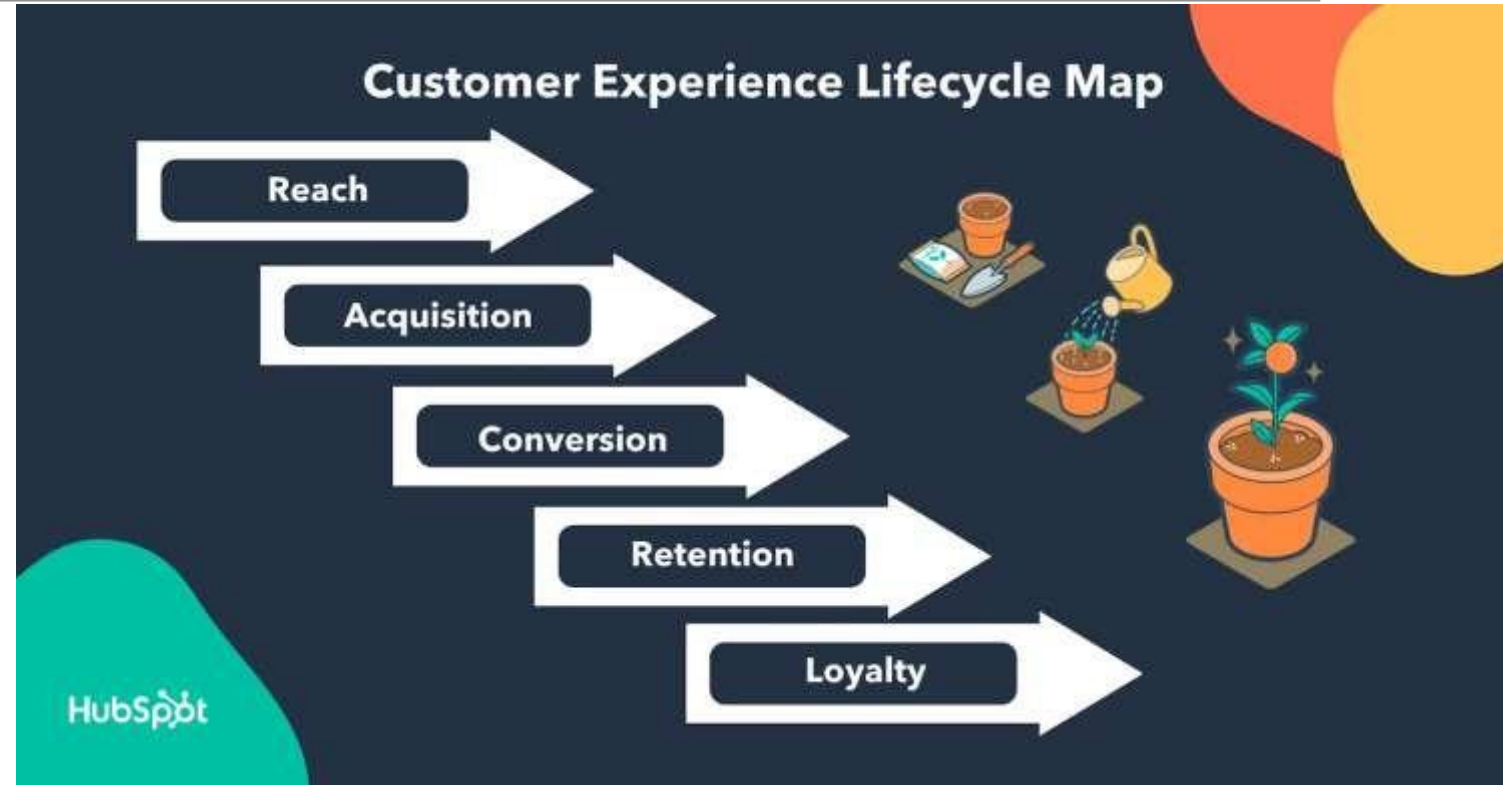 Customer Experience Lifecycle Map
Reach
Acquisition
Conversion
Retention
Loyalty
HubSpot